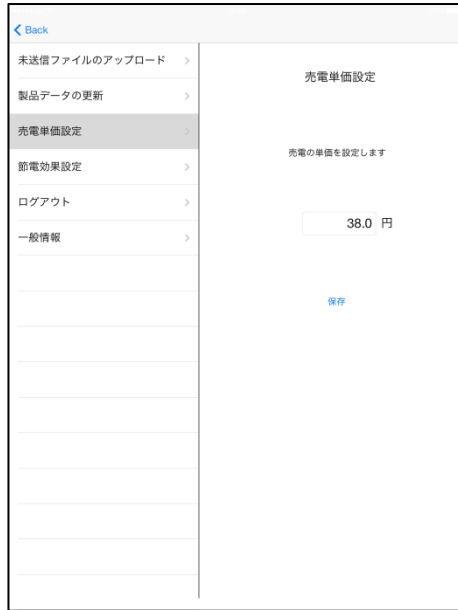 Back
未送信ファイルのアップロード
製品データの更新
売電単価設定
節電効果設定
ログアウト
一般情報
売電単価設定
売電の単価を設定します
38.0 円
保存